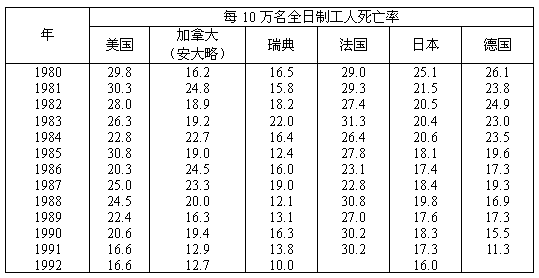 年 每 10 万名全日制工人死亡率
美国 加拿大（安大略） 瑞典 法国 日本 德国
1980 29.8 16.2 16.5 29.0 25.1 26.1
1981 30.3 24.8 15.8 29.3 21.5 23.8
1982 28.0 18.9 18.2 27.4 20.5 24.9
1983 26.3 19.2 22.0 31.3 20.4 23.0
1984 22.8 22.7 16.4 26.4 20.6 23.5
1985 30.8 19.0 12.4 27.8 18.1 19.6
1986 20.3 24.5 16.0 23.1 17.4 17.3
1987 25.0 23.3 19.0 22.8 18.4 19.3
1988 24.5 20.0 12.1 30.8 19.8 16.9
1989 22.4 16.3 13.1 27.0 17.6 17.3
1990 20.6 19.4 16.3 30.2 18.3 15.5
1991 16.6 12.9 13.8 30.2 17.3 11.3
1992 16.6 12.7 10.0 16.0